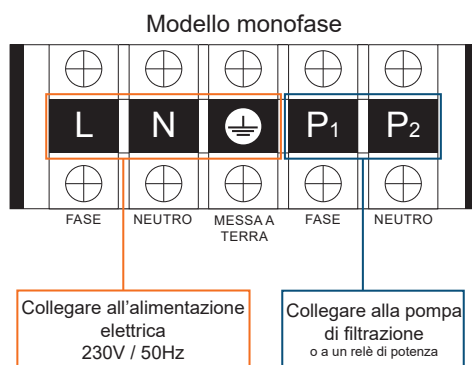 Modello monofase
L N P1 P2
FASE NEUTRO MESSA A TERRA FASE NEUTRO
Collegare all'alimentazione
elettrica
230V / 50Hz
Collegare alla pompa
di filtrazione
o a un relè di potenza